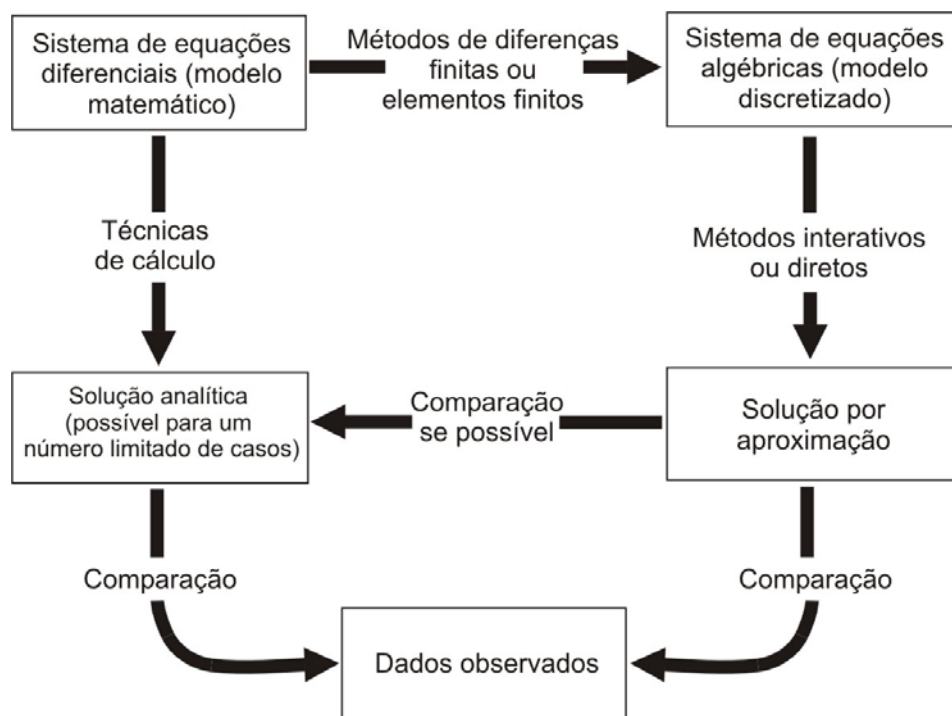 Sistema de equações
diferenciais (modelo
matemático)
Métodos de diferenças
finitas ou
elementos finitos
Sistema de equações
algébricas (modelo
discretizado)
Técnicas
de cálculo
Métodos interativos
ou diretos
Solução analítica
(possível para um
número limitado de casos)
Comparação
se possível
Solução por
aproximação
Comparação
Comparação
Dados observados